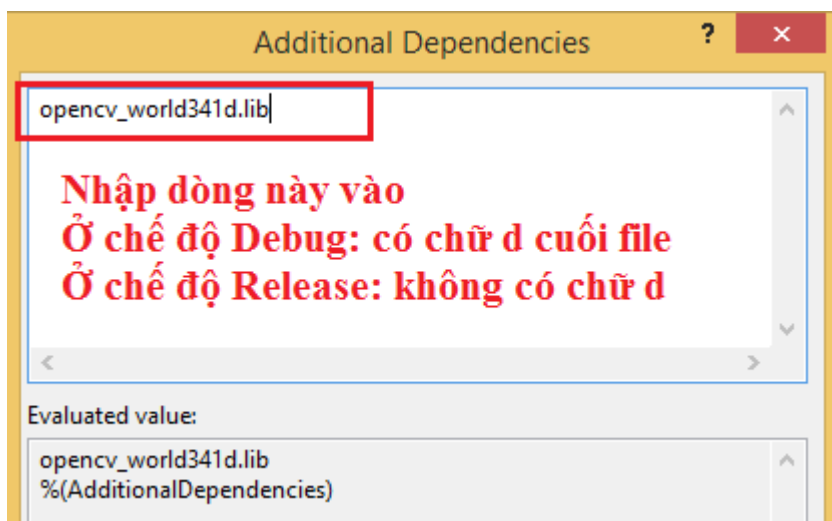 Additional Dependencies
?
×
opencv_world341d.lib
Nhập dòng này vào
Ở chế độ Debug: có chữ d cuối file
Ở chế độ Release: không có chữ d
Evaluated value:
opencv_world341d.lib
%(AdditionalDependencies)